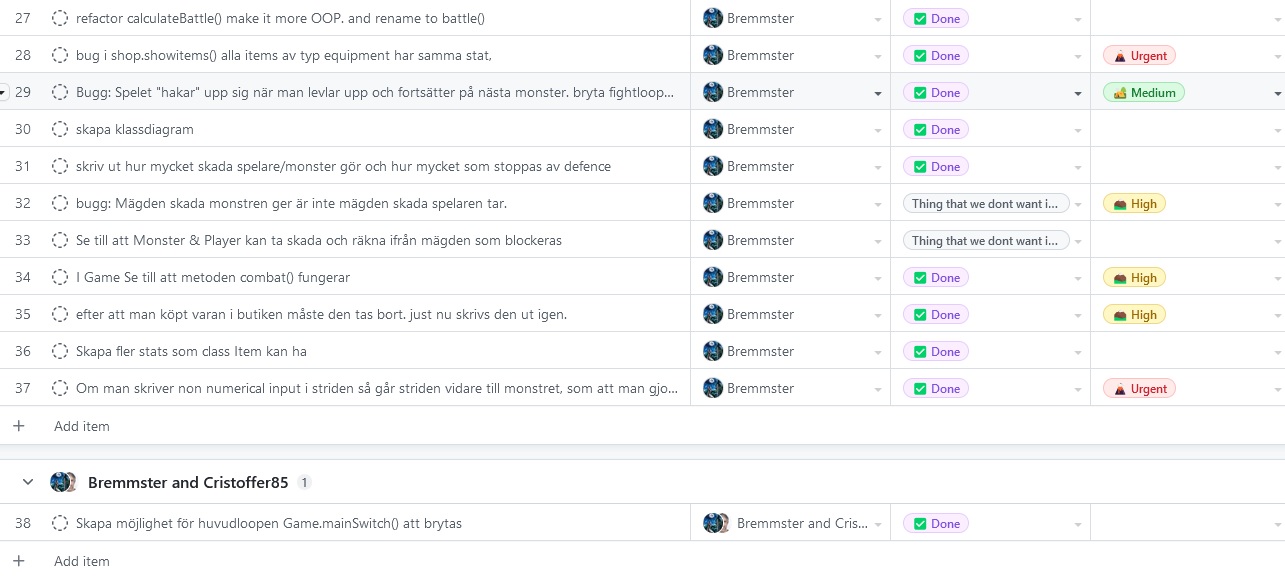 27 refactor calculateBattle() make it more OOP. and rename to battle() Bremmster Done
28 bug i shop.showitems() alla items av typ equipment har samma stat, Bremmster Done Urgent
29 Bugg: Spelet "hakar" up sig när man levlar upp och fortsätter på nästa monster. bryta fightloop... Bremmster Done Medium
30 skapa klassdiagram Bremmster Done
31 skriv ut hur mycket skada spelare/monster gör och hur mycket som stoppas av defence Bremmster Done
32 bugg: Mägden skada monstren ger är inte mägden skada spelaren tar. Bremmster Thing that we dont want i... High
33 Se till att Monster & Player kan ta skada och räkna ifrån mägden som blockeras Bremmster Thing that we dont want i...
34 I Game Se till att metoden combat() fungerar Bremmster Done High
35 efter att man köpt varan i butiken måste den tas bort. just nu skrivs den ut igen. Bremmster Done High
36 Skapa fler stats som class Item kan ha Bremmster Done
37 Om man skriver non numerical input i striden så går striden vidare till monstret, som att man gjo... Bremmster Done Urgent
+ Add item
Bremmster and Cristoffer85 1
38 Skapa möjlighet för huvudloopen Game.mainSwitch() att brytas Bremmster and Cris... Done
+ Add item